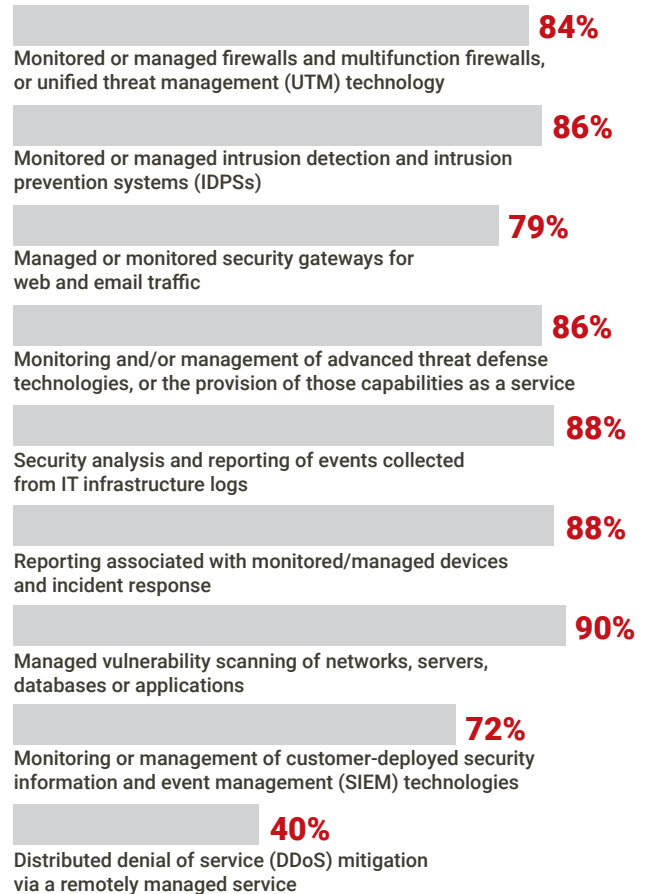 84%
Monitored or managed firewalls and multifunction firewalls,
or unified threat management (UTM) technology
86%
Monitored or managed intrusion detection and intrusion
prevention systems (IDPSs)
79%
Managed or monitored security gateways for
web and email traffic
86%
Monitoring and/or management of advanced threat defense
technologies, or the provision of those capabilities as a service
88%
Security analysis and reporting of events collected
from IT infrastructure logs
88%
Reporting associated with monitored/managed devices
and incident response
90%
Managed vulnerability scanning of networks, servers,
databases or applications
72%
Monitoring or management of customer-deployed security
information and event management (SIEM) technologies
40%
Distributed denial of service (DDoS) mitigation
via a remotely managed service